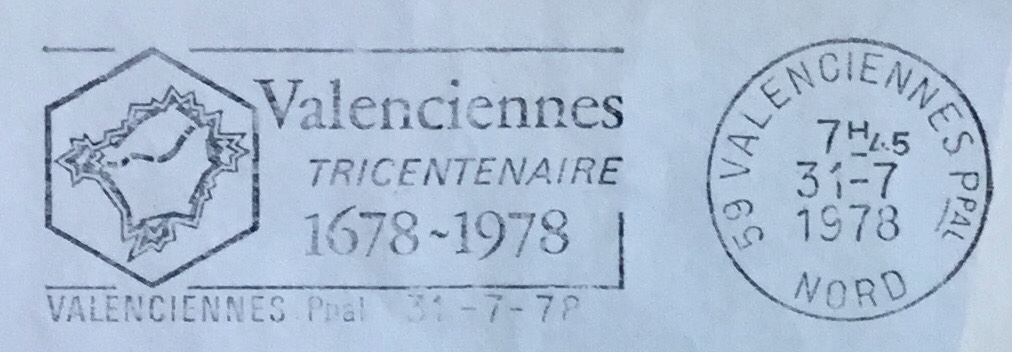 Valenciennes
TRICENTENAIRE
1678~1978
VALENCIENNES Ppal 31-7-78
59 VALENCIENNES PPAL
7H45
31-7
1978
NORD